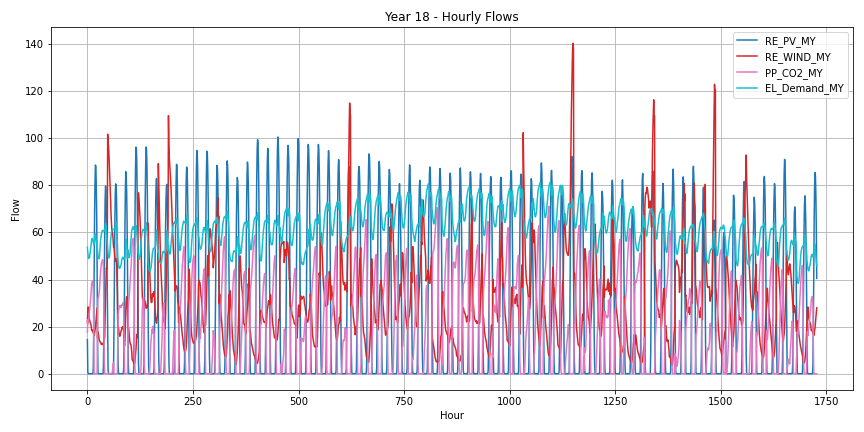 Year 18 - Hourly Flows
RE_PV_MY
RE_WIND_MY
PP_CO2_MY
EL_Demand_MY
140
120
100
80
60
40
20
0
Flow
0 250 500 750 1000 1250 1500 1750
Hour